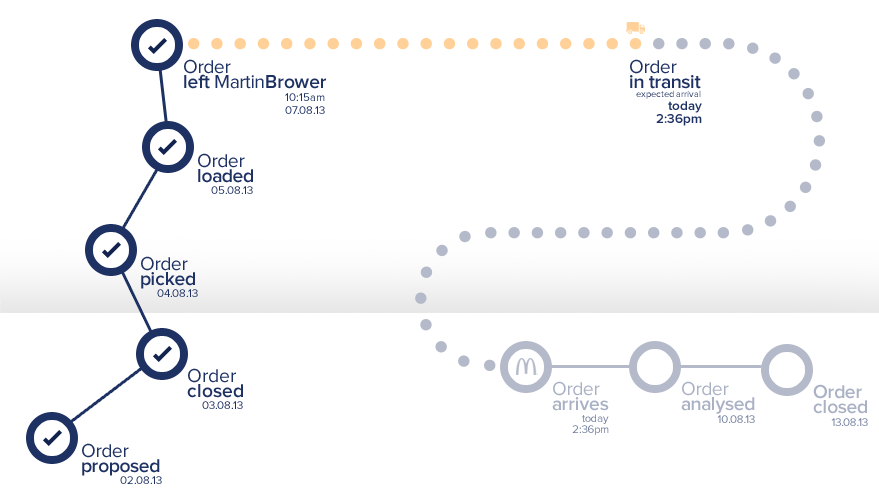 Order
left MartinBrower
10:15am
07.08.13
Order
in transit
expected arrival
today
2:36pm
Order
loaded
05.08.13
Order
picked
04.08.13
Order
closed
03.08.13
Order
proposed
02.08.13
Order
arrives
today
2:36pm
Order
analysed
10.08.13
Order
closed
13.08.13